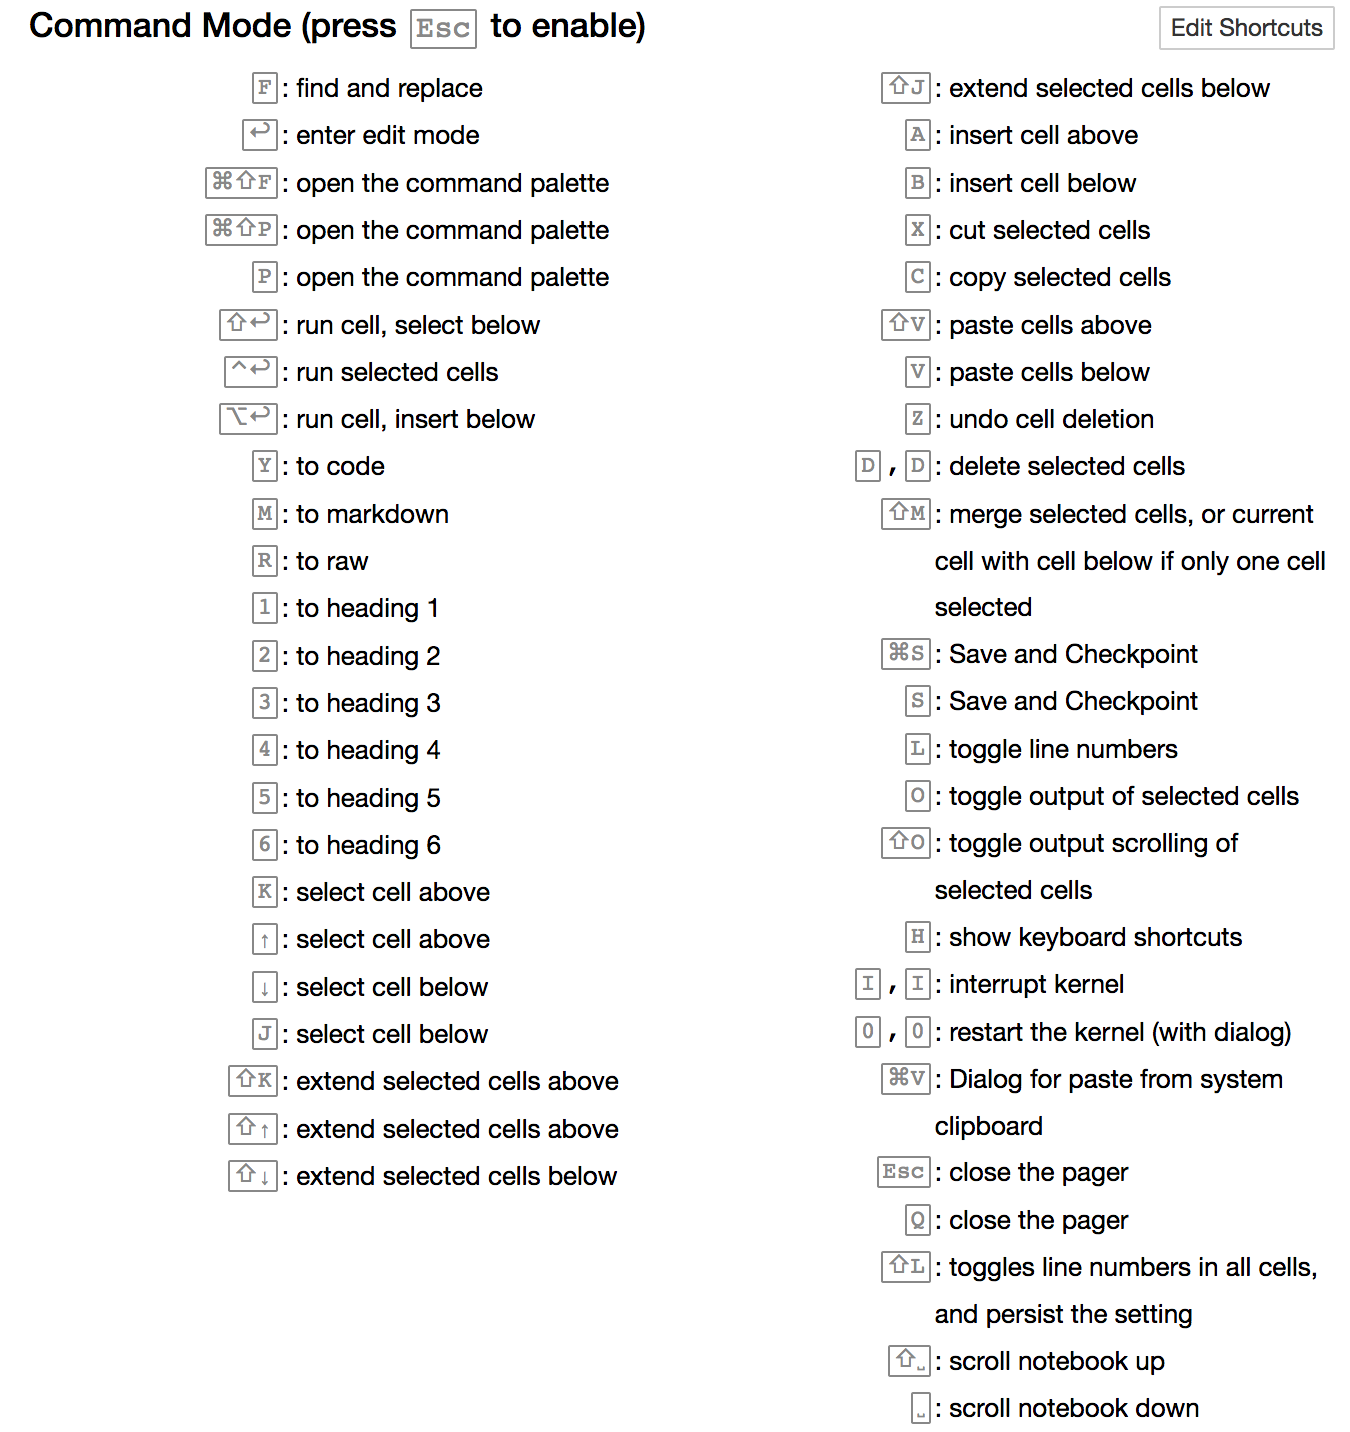 Command Mode (press Esc to enable)
Edit Shortcuts
F : find and replace
↩ : enter edit mode
⌘⇧F : open the command palette
⌘⇧P : open the command palette
P : open the command palette
⇧↩ : run cell, select below
^↩ : run selected cells
⌥↩ : run cell, insert below
Y : to code
M : to markdown
R : to raw
1 : to heading 1
2 : to heading 2
3 : to heading 3
4 : to heading 4
5 : to heading 5
6 : to heading 6
K : select cell above
↑ : select cell above
↓ : select cell below
J : select cell below
⇧K : extend selected cells above
⇧↑ : extend selected cells above
⇧↓ : extend selected cells below
⇧J : extend selected cells below
A : insert cell above
B : insert cell below
X : cut selected cells
C : copy selected cells
⇧V : paste cells above
V : paste cells below
Z : undo cell deletion
D , D : delete selected cells
⇧M : merge selected cells, or current
cell with cell below if only one cell
selected
⌘S : Save and Checkpoint
S : Save and Checkpoint
L : toggle line numbers
O : toggle output of selected cells
⇧O : toggle output scrolling of
selected cells
H : show keyboard shortcuts
I , I : interrupt kernel
0 , 0 : restart the kernel (with dialog)
⌘V : Dialog for paste from system
clipboard
Esc : close the pager
Q : close the pager
⇧L : toggles line numbers in all cells,
and persist the setting
⇧␣ : scroll notebook up
␣ : scroll notebook down